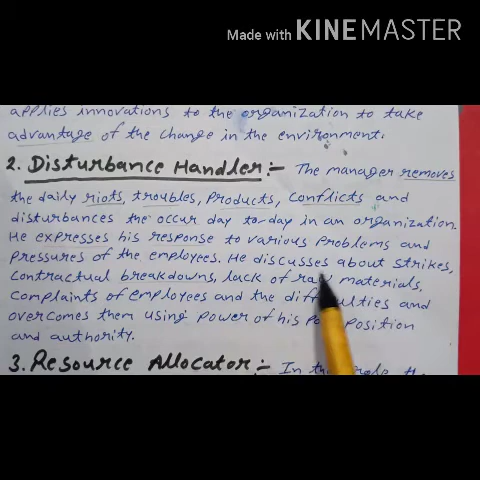 Made with KINEMASTER
applies innovations to the organization to take
advantage of the change in the environment.
2. Disturbance Handler:- The manager removes
the daily riots, troubles, products, conflicts and
disturbances the occur day to-day in an organization.
He expresses his response to various problems and
pressures of the employees. He discusses about strikes,
contractual breakdowns, lack of raw materials,
complaints of employees and the difficulties and
overcomes them using power of his position
and authority.
3. Resource Allocator:- In the